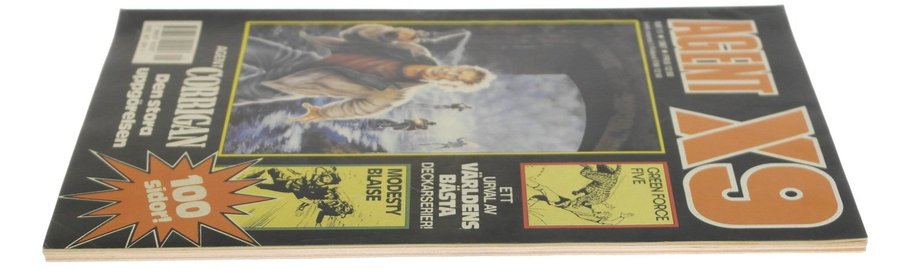 AGENT X9
GREEN FORCE
FIVE
ETT
URVAL AV
VÄRLDENS
BÄSTA
DECKARSERIER!
MODESTY
BLAISE
AGENT
CORRIGAN
Den stora
uppgörelsen
100
Sidor!